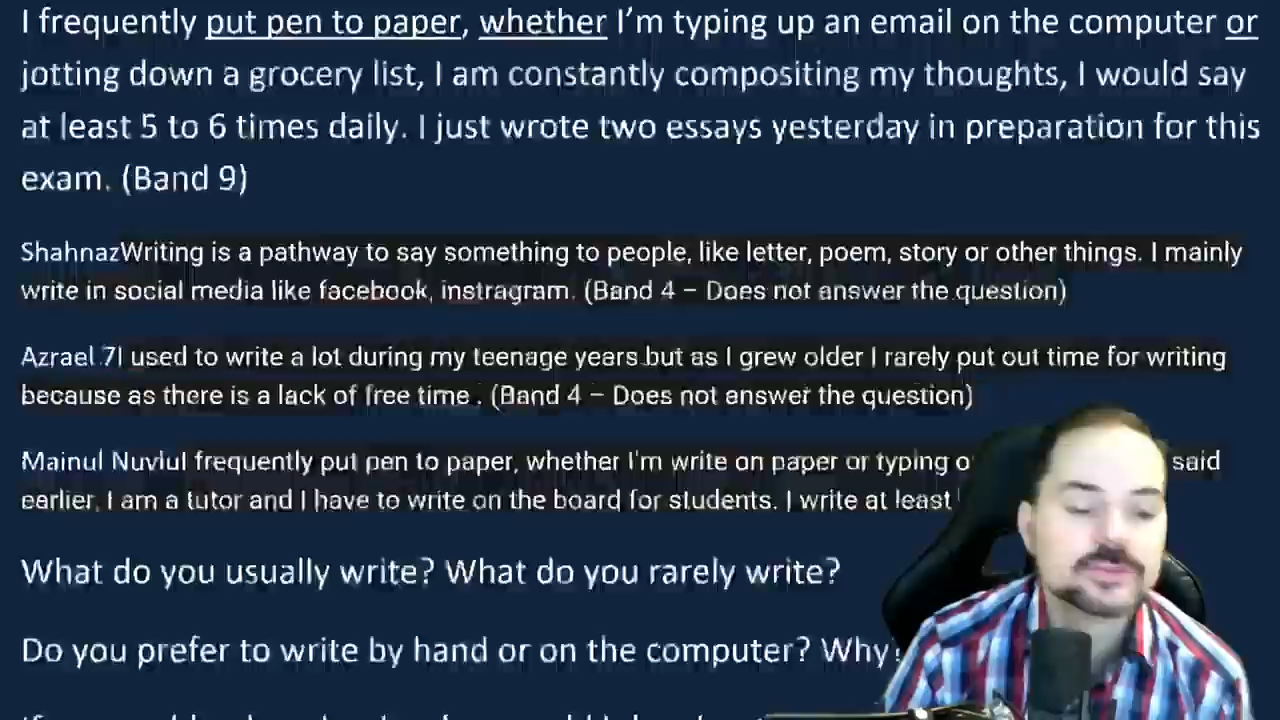 I frequently put pen to paper, whether I’m typing up an email on the computer or
jotting down a grocery list, I am constantly compositing my thoughts, I would say
at least 5 to 6 times daily. I just wrote two essays yesterday in preparation for this
exam. (Band 9)
ShahnazWriting is a pathway to say something to people, like letter, poem, story or other things. I mainly
write in social media like facebook, instragram. (Band 4 – Does not answer the question)
Azrael 7I used to write a lot during my teenage years but as I grew older I rarely put out time for writing
because as there is a lack of free time . (Band 4 – Does not answer the question)
Mainul NuvluI frequently put pen to paper, whether I'm write on paper or typing said
earlier, I am a tutor and I have to write on the board for students. I write at least
What do you usually write? What do you rarely write?
Do you prefer to write by hand or on the computer? Why?